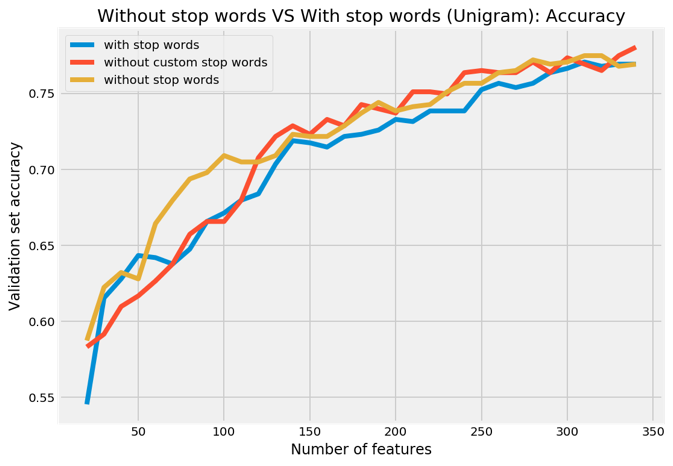 Without stop words VS With stop words (Unigram): Accuracy
with stop words
without custom stop words
without stop words
Validation set accuracy
0.75
0.70
0.65
0.60
0.55
50 100 150 200 250 300 350
Number of features